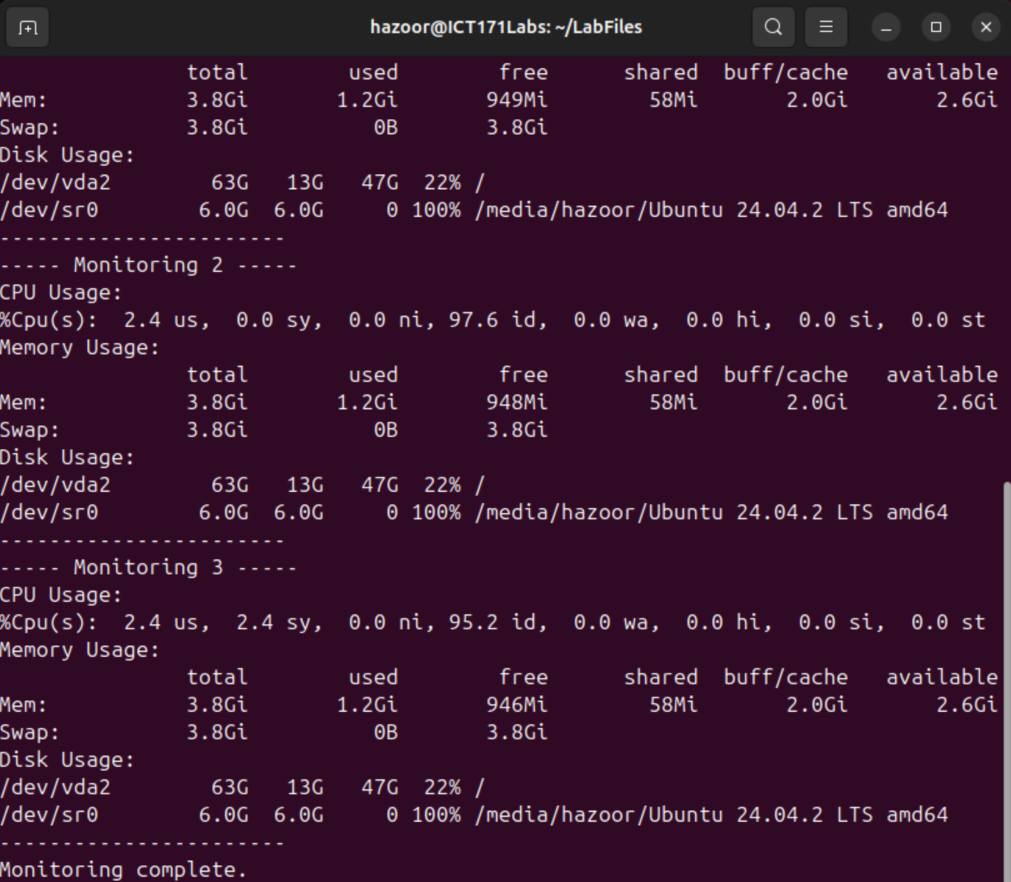 hazoor@ICT171Labs: ~/LabFiles
               total        used        free      shared  buff/cache   available
Mem:           3.8Gi       1.2Gi       949Mi        58Mi       2.0Gi       2.6Gi
Swap:          3.8Gi          0B       3.8Gi
Disk Usage:
/dev/vda2        63G   13G   47G  22% /
/dev/sr0        6.0G  6.0G     0 100% /media/hazoor/Ubuntu 24.04.2 LTS amd64
-----------------------
----- Monitoring 2 -----
CPU Usage:
%Cpu(s):  2.4 us,  0.0 sy,  0.0 ni, 97.6 id,  0.0 wa,  0.0 hi,  0.0 si,  0.0 st
Memory Usage:
               total        used        free      shared  buff/cache   available
Mem:           3.8Gi       1.2Gi       948Mi        58Mi       2.0Gi       2.6Gi
Swap:          3.8Gi          0B       3.8Gi
Disk Usage:
/dev/vda2        63G   13G   47G  22% /
/dev/sr0        6.0G  6.0G     0 100% /media/hazoor/Ubuntu 24.04.2 LTS amd64
-----------------------
----- Monitoring 3 -----
CPU Usage:
%Cpu(s):  2.4 us,  2.4 sy,  0.0 ni, 95.2 id,  0.0 wa,  0.0 hi,  0.0 si,  0.0 st
Memory Usage:
               total        used        free      shared  buff/cache   available
Mem:           3.8Gi       1.2Gi       946Mi        58Mi       2.0Gi       2.6Gi
Swap:          3.8Gi          0B       3.8Gi
Disk Usage:
/dev/vda2        63G   13G   47G  22% /
/dev/sr0        6.0G  6.0G     0 100% /media/hazoor/Ubuntu 24.04.2 LTS amd64
-----------------------
Monitoring complete.